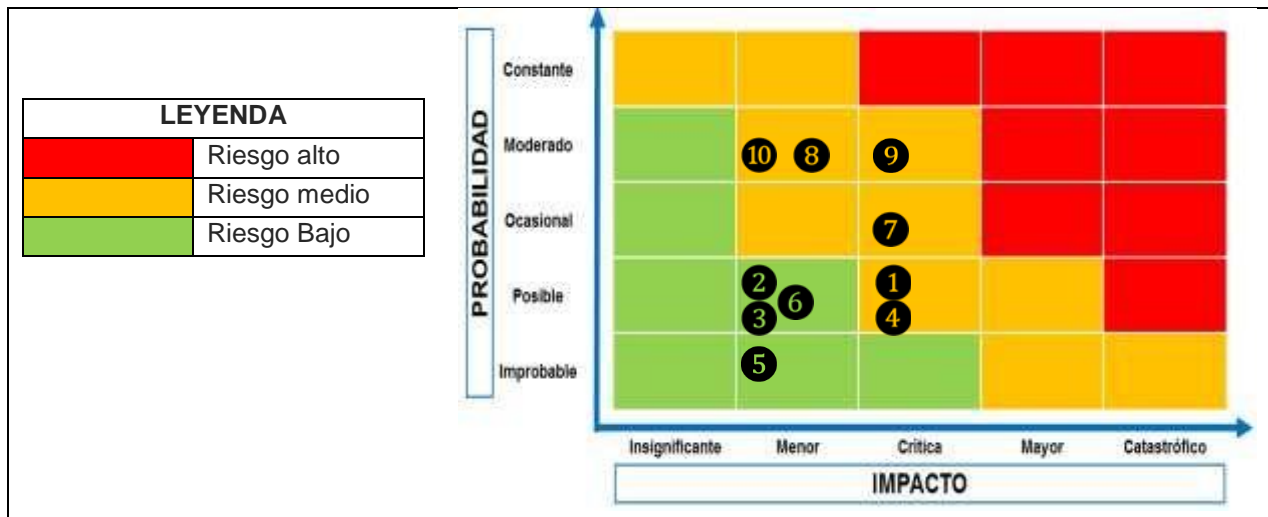 LEYENDA
Riesgo alto
Riesgo medio
Riesgo Bajo
PROBABILIDAD
Constante
Moderado
10 8 9
Ocasional
7
Posible
2 1
6
3 4
Improbable
5
Insignificante Menor Crítica Mayor Catastrófico
IMPACTO